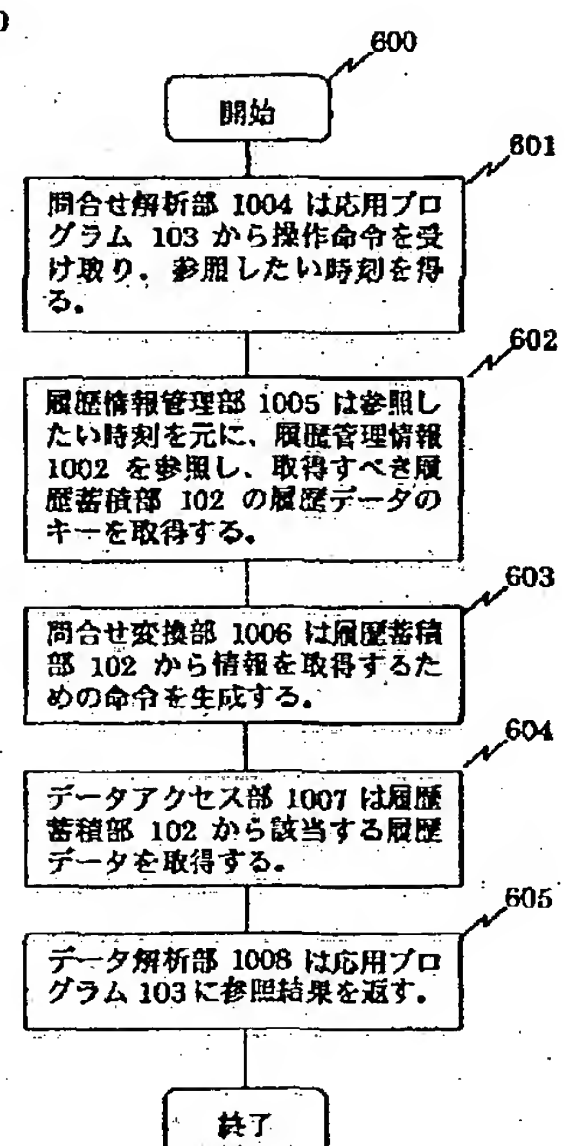 600
開始
601
問合せ解析部 1004 は応用プロ
グラム 103 から操作命令を受
け取り、参照したい時刻を得
る。
602
履歴情報管理部 1005 は参照し
たい時刻を元に、履歴管理情報
1002 を参照し、取得すべき履
歴蓄積部 102 の履歴データの
キーを取得する。
603
問合せ変換部 1006 は履歴蓄積
部 102 から情報を取得するた
めの命令を生成する。
604
データアクセス部 1007 は履歴
蓄積部 102 から該当する履歴
データを取得する。
605
データ解析部 1008 は応用プロ
グラム 103 に参照結果を返す。
終了